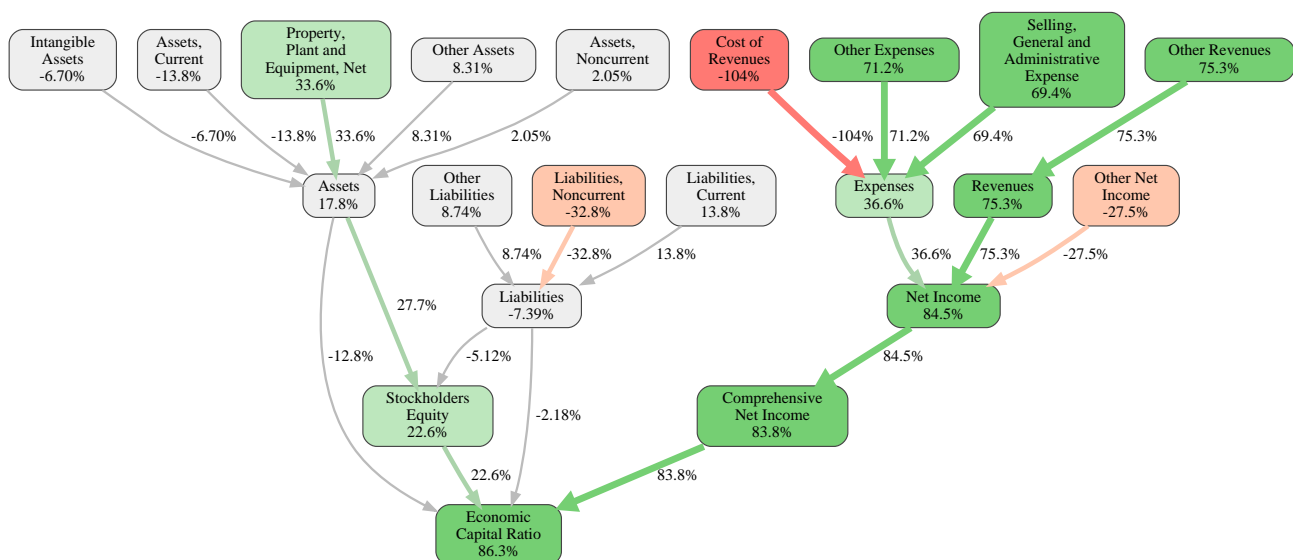 Intangible
Assets
-6.70%
Assets,
Current
-13.8%
Property,
Plant and
Equipment, Net
33.6%
Other Assets
8.31%
Assets,
Noncurrent
2.05%
Cost of
Revenues
-104%
Other Expenses
71.2%
Selling,
General and
Administrative
Expense
69.4%
Other Revenues
75.3%
-6.70%
-13.8%
33.6%
8.31%
2.05%
-104%
71.2%
69.4%
75.3%
Assets
17.8%
Other
Liabilities
8.74%
Liabilities,
Noncurrent
-32.8%
Liabilities,
Current
13.8%
Expenses
36.6%
Revenues
75.3%
Other Net
Income
-27.5%
8.74%
-32.8%
13.8%
36.6%
75.3%
-27.5%
27.7%
Liabilities
-7.39%
Net Income
84.5%
-12.8%
-5.12%
84.5%
Stockholders
Equity
22.6%
-2.18%
Comprehensive
Net Income
83.8%
22.6%
83.8%
Economic
Capital Ratio
86.3%